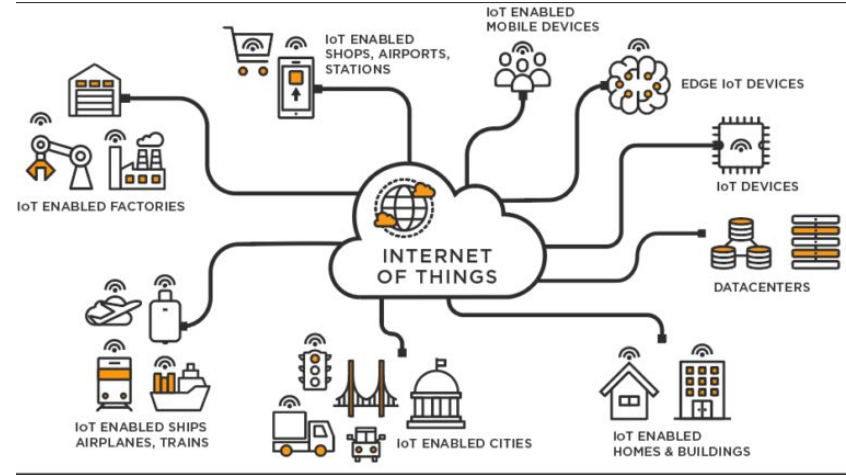 IoT ENABLED
MOBILE DEVICES
IoT ENABLED
SHOPS, AIRPORTS,
STATIONS
EDGE IoT DEVICES
IoT DEVICES
IoT ENABLED FACTORIES
INTERNET
OF THINGS
DATACENTERS
IoT ENABLED SHIPS
AIRPLANES, TRAINS
IoT ENABLED CITIES
IoT ENABLED
HOMES & BUILDINGS